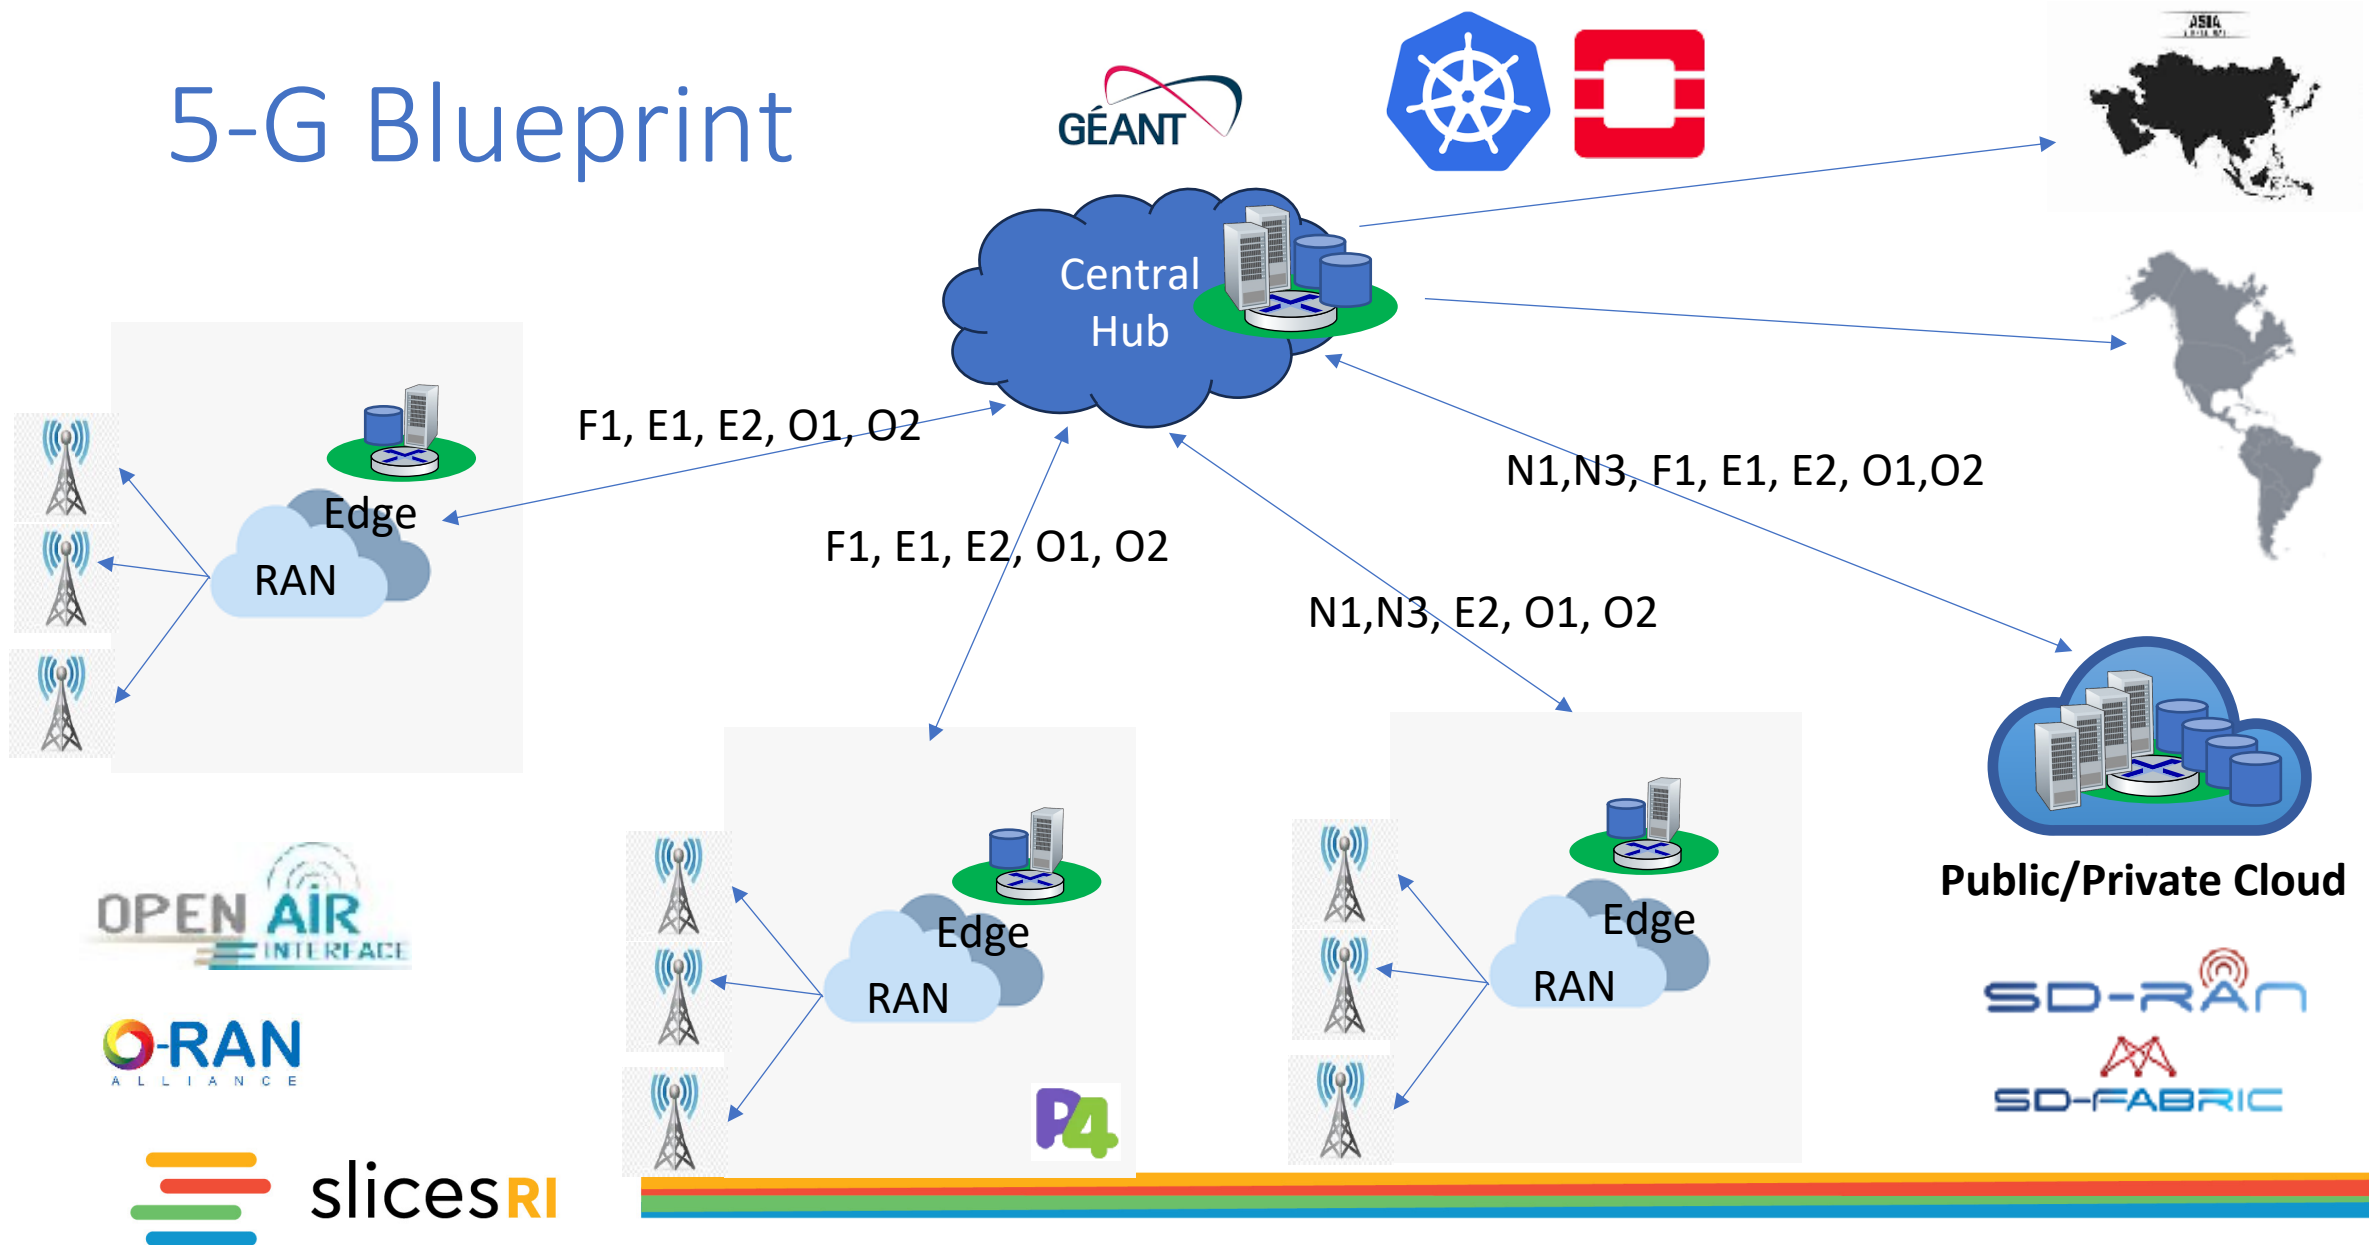 5-G Blueprint
GÉANT
ASIA
Central
Hub
F1, E1, E2, O1, O2
N1,N3, F1, E1, E2, O1,O2
F1, E1, E2, O1, O2
N1,N3, E2, O1, O2
Edge
RAN
Edge
RAN
Edge
RAN
Public/Private Cloud
OPEN AIR
INTERFACE
O-RAN
ALLIANCE
SD-RAN
SD-FABRIC
P4
slices RI